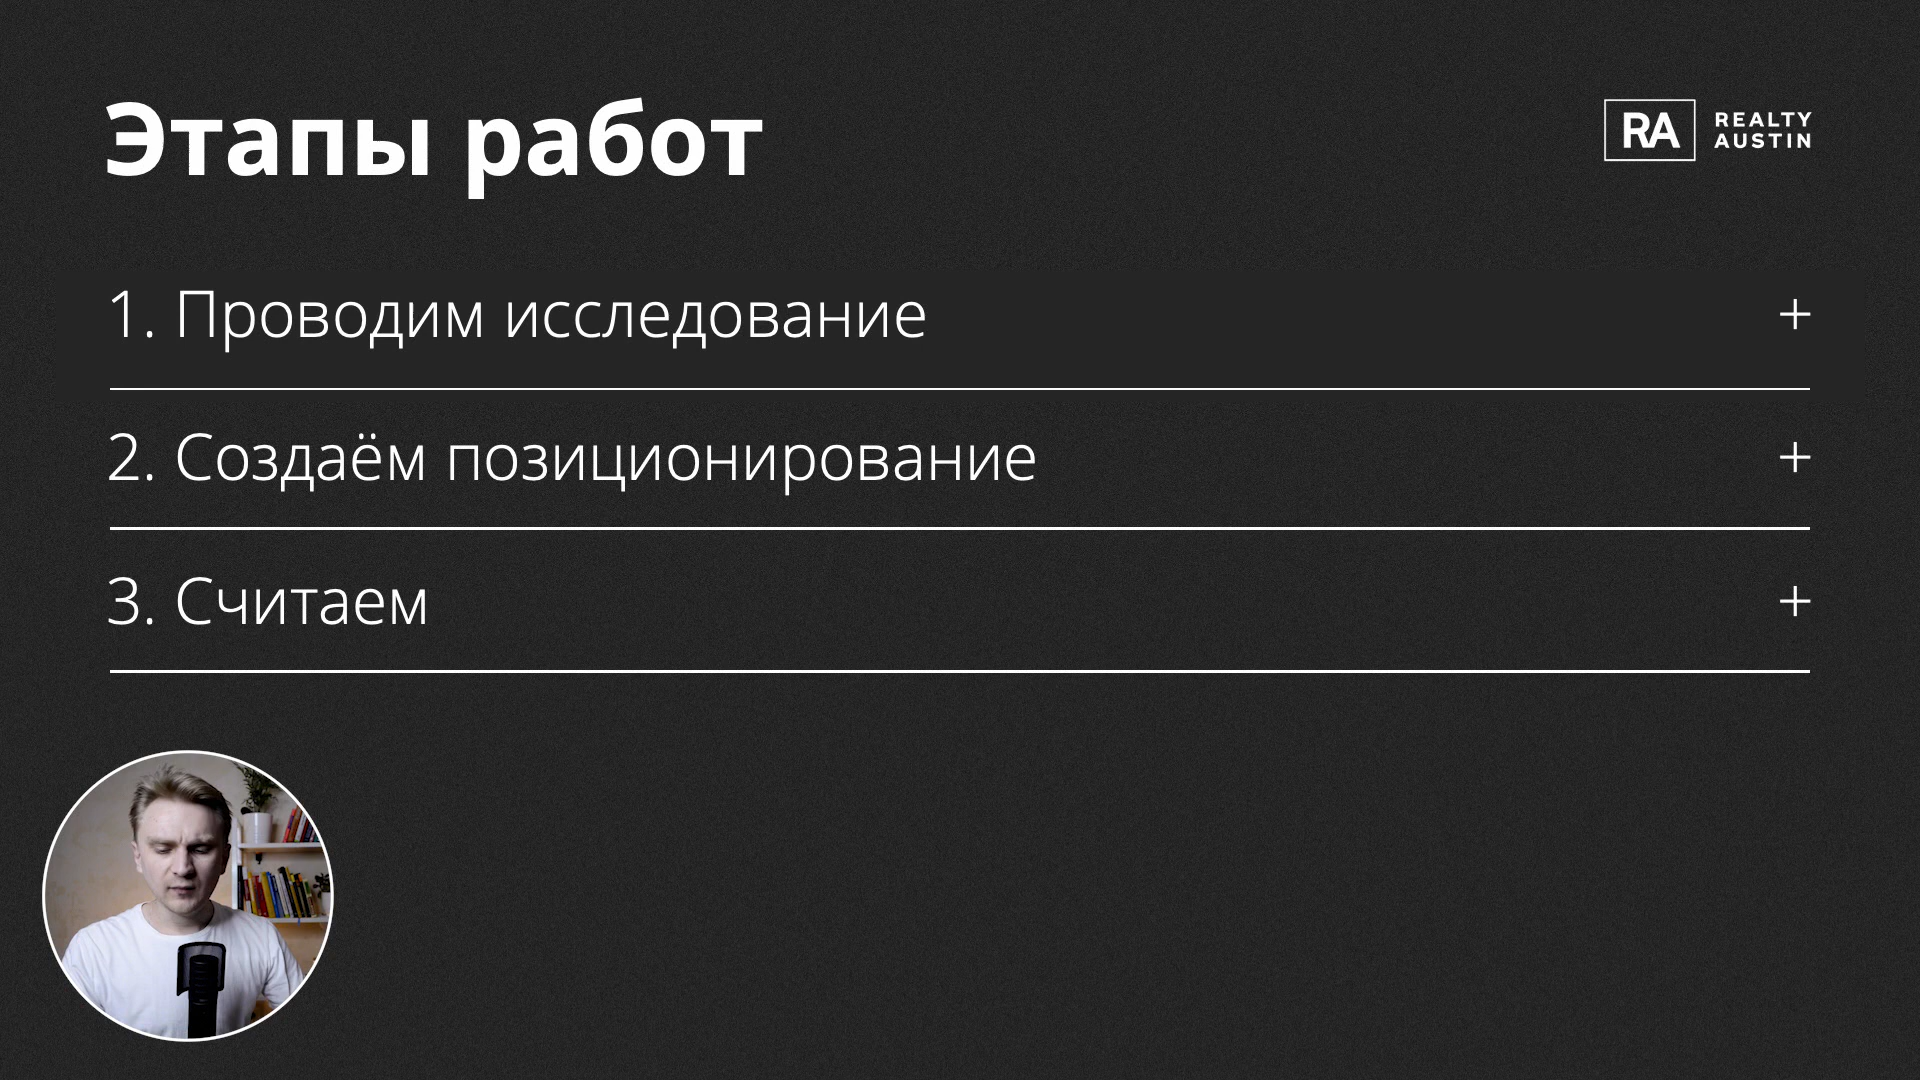 Этапы работ
RA REALTY
AUSTIN
1. Проводим исследование +
2. Создаём позиционирование +
3. Считаем +